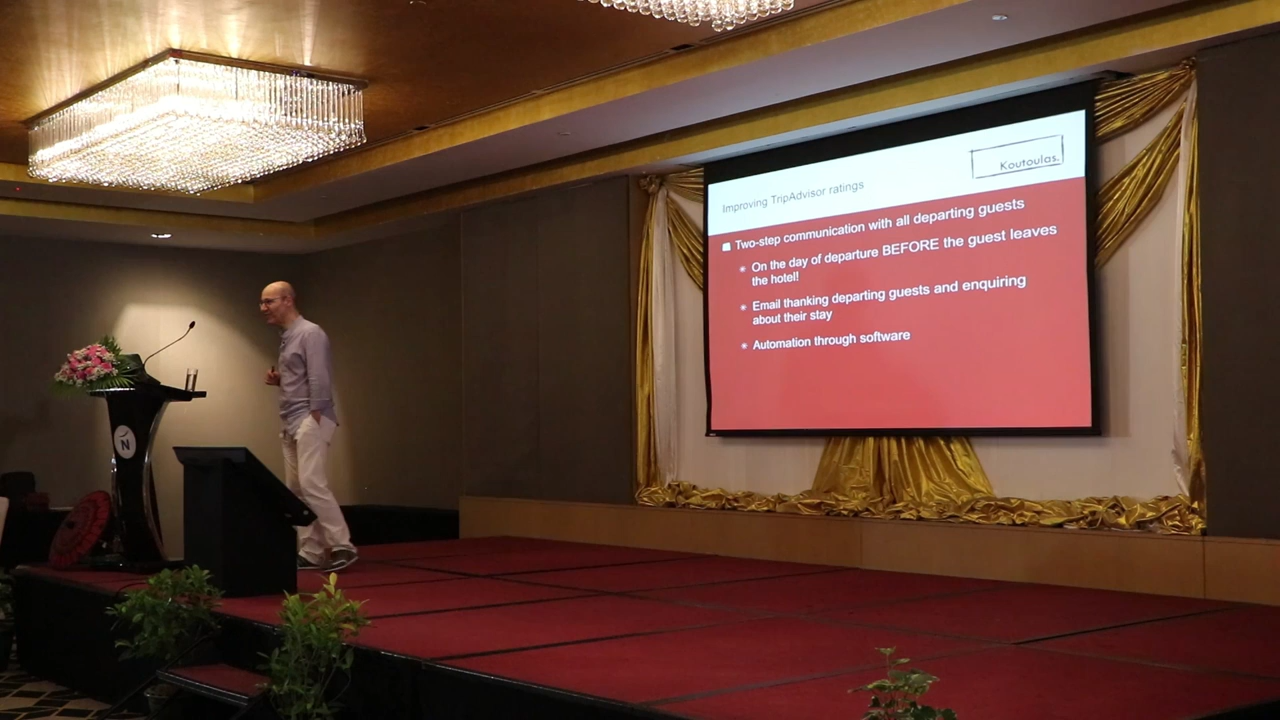 Koutoulas.
Improving TripAdvisor ratings
Two-step communication with all departing guests
On the day of departure BEFORE the guest leaves
the hotel!
Email thanking departing guests and enquiring
about their stay
Automation through software
N